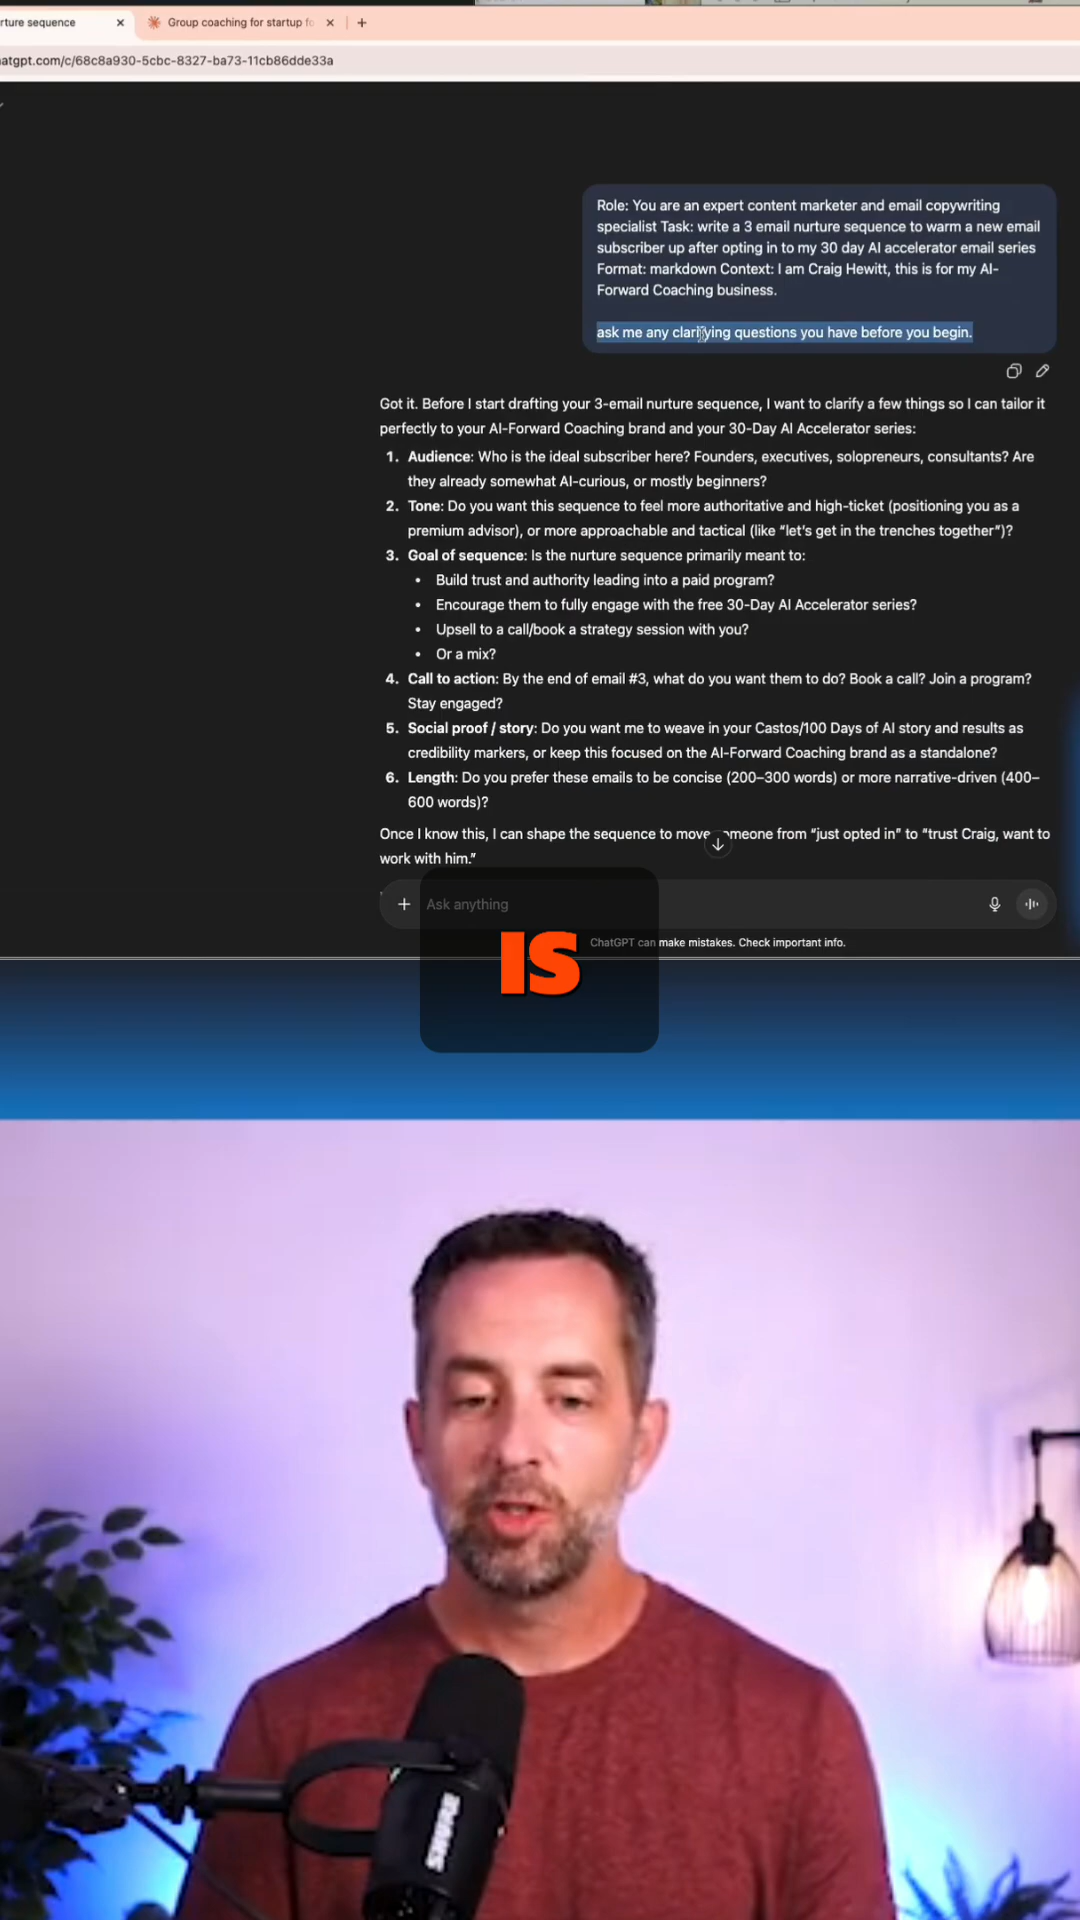 rture sequence
Group coaching for startup fo
hatgpt.com/c/68c8a930-5cbc-8327-ba73-11cb86dde33a
Role: You are an expert content marketer and email copywriting
specialist Task: write a 3 email nurture sequence to warm a new email
subscriber up after opting in to my 30 day AI accelerator email series
Format: markdown Context: I am Craig Hewitt, this is for my AI-
Forward Coaching business.
ask me any clarifying questions you have before you begin.
Got it. Before I start drafting your 3-email nurture sequence, I want to clarify a few things so I can tailor it
perfectly to your AI-Forward Coaching brand and your 30-Day AI Accelerator series:
1. Audience: Who is the ideal subscriber here? Founders, executives, solopreneurs, consultants? Are
they already somewhat AI-curious, or mostly beginners?
2. Tone: Do you want this sequence to feel more authoritative and high-ticket (positioning you as a
premium advisor), or more approachable and tactical (like “let’s get in the trenches together”)?
3. Goal of sequence: Is the nurture sequence primarily meant to:
• Build trust and authority leading into a paid program?
• Encourage them to fully engage with the free 30-Day AI Accelerator series?
• Upsell to a call/book a strategy session with you?
• Or a mix?
4. Call to action: By the end of email #3, what do you want them to do? Book a call? Join a program?
Stay engaged?
5. Social proof / story: Do you want me to weave in your Castos/100 Days of AI story and results as
credibility markers, or keep this focused on the AI-Forward Coaching brand as a standalone?
6. Length: Do you prefer these emails to be concise (200–300 words) or more narrative-driven (400–
600 words)?
Once I know this, I can shape the sequence to move someone from “just opted in” to “trust Craig, want to
work with him.”
Ask anything
ChatGPT can make mistakes. Check important info.
IS